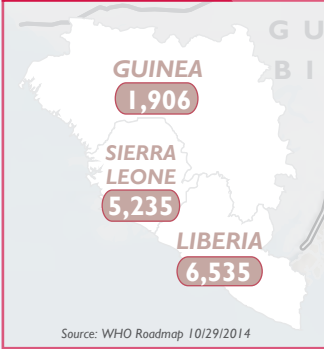 G U
B I
GUINEA
1,906
SIERRA
LEONE
5,235
LIBERIA
6,535
Source: WHO Roadmap 10/29/2014